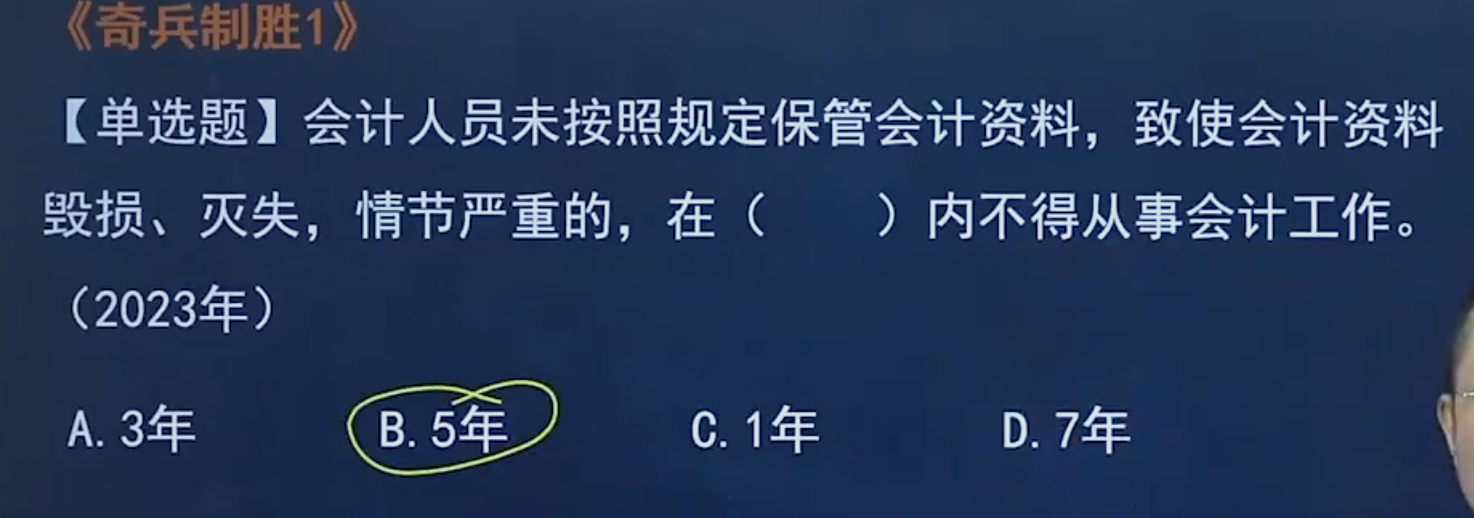 《奇兵制胜1》
【单选题】会计人员未按照规定保管会计资料，致使会计资料
毁损、灭失，情节严重的，在（　　）内不得从事会计工作。
（2023年）
A. 3年　B. 5年　C. 1年　D. 7年